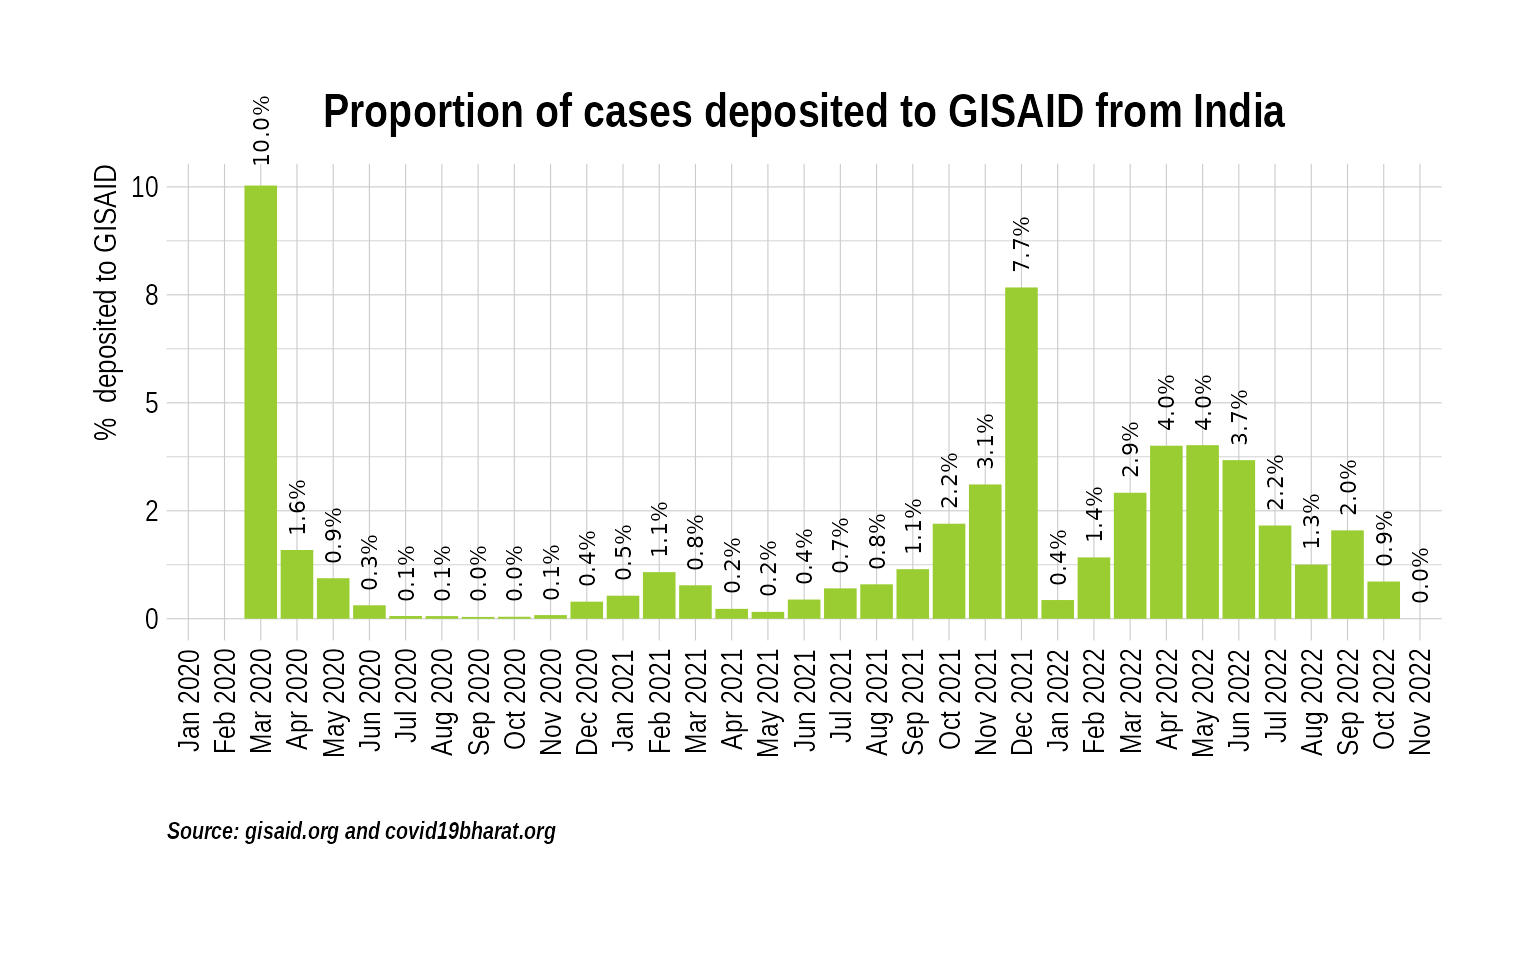 Proportion of cases deposited to GISAID from India
% deposited to GISAID
10
8
5
2
0
10.0%
1.6%
0.9%
0.3%
0.1%
0.1%
0.0%
0.0%
0.1%
0.4%
0.5%
1.1%
0.8%
0.2%
0.2%
0.4%
0.7%
0.8%
1.1%
2.2%
3.1%
7.7%
0.4%
1.4%
2.9%
4.0%
4.0%
3.7%
2.2%
1.3%
2.0%
0.9%
0.0%
Jan 2020
Feb 2020
Mar 2020
Apr 2020
May 2020
Jun 2020
Jul 2020
Aug 2020
Sep 2020
Oct 2020
Nov 2020
Dec 2020
Jan 2021
Feb 2021
Mar 2021
Apr 2021
May 2021
Jun 2021
Jul 2021
Aug 2021
Sep 2021
Oct 2021
Nov 2021
Dec 2021
Jan 2022
Feb 2022
Mar 2022
Apr 2022
May 2022
Jun 2022
Jul 2022
Aug 2022
Sep 2022
Oct 2022
Nov 2022
Source: gisaid.org and covid19bharat.org